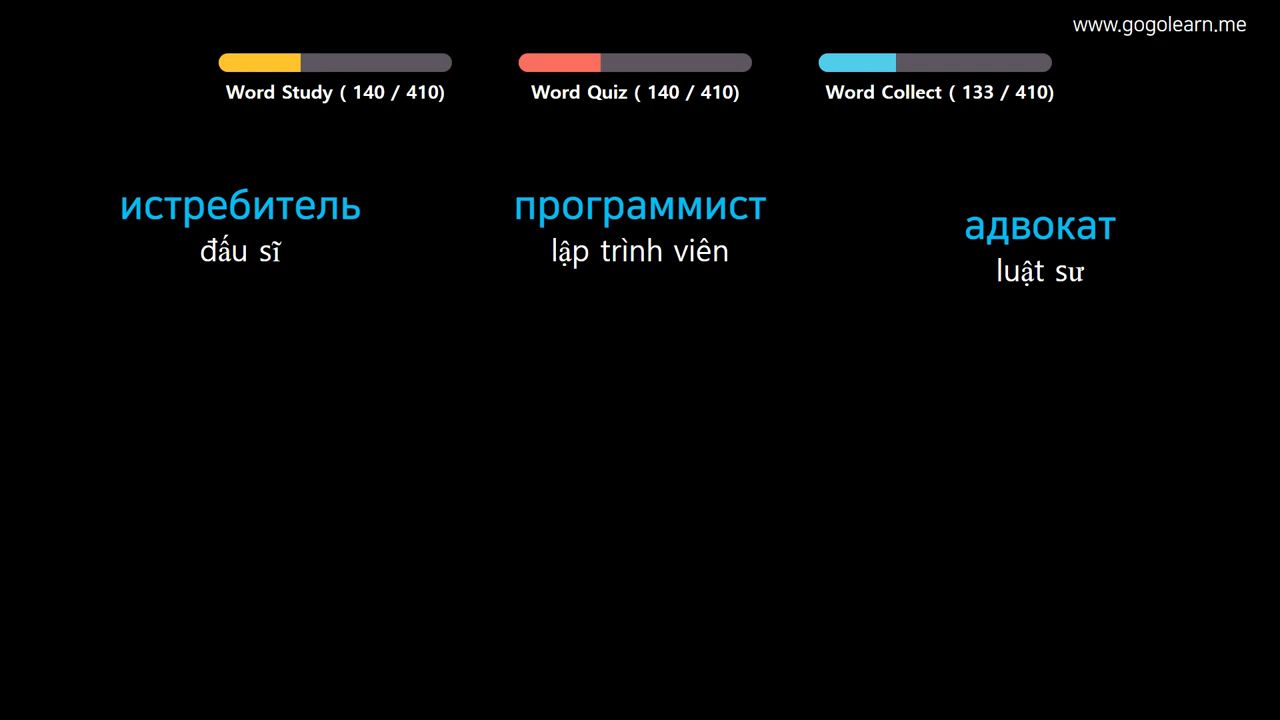 www.gogolearn.me
Word Study ( 140 / 410)
Word Quiz ( 140 / 410)
Word Collect ( 133 / 410)
истребитель
đấu sĩ
программист
lập trình viên
адвокат
luật sư